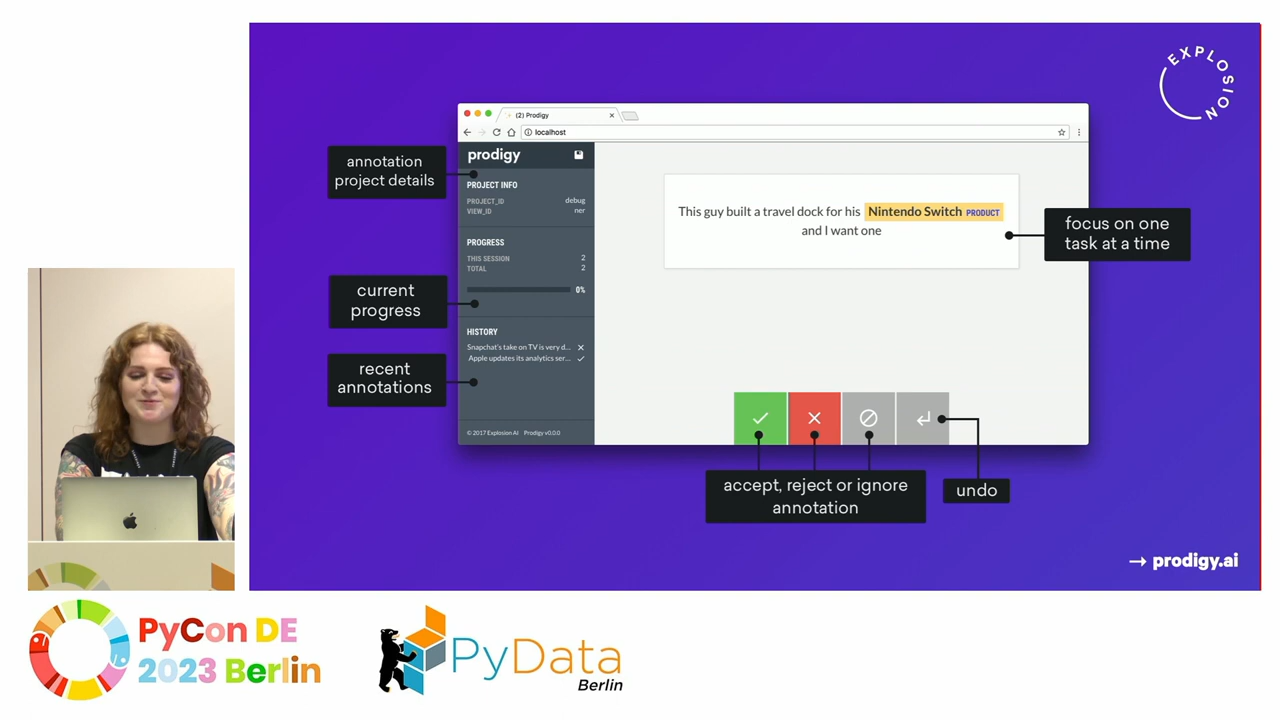 EXPLOSION
(2) Prodigy
localhost
prodigy
annotation
project details
PROJECT INFO
PROJECT_ID debug
VIEW_ID ner
PROGRESS
THIS SESSION 2
TOTAL 2
0%
current
progress
HISTORY
Snapchat's take on TV is very d...
Apple updates its analytics ser...
recent
annotations
© 2017 Explosion AI Prodigy v0.0.0
This guy built a travel dock for his Nintendo Switch PRODUCT
and I want one
focus on one
task at a time
accept, reject or ignore
annotation
undo
→ prodigy.ai
PyCon DE
2023 Berlin
PyData
Berlin